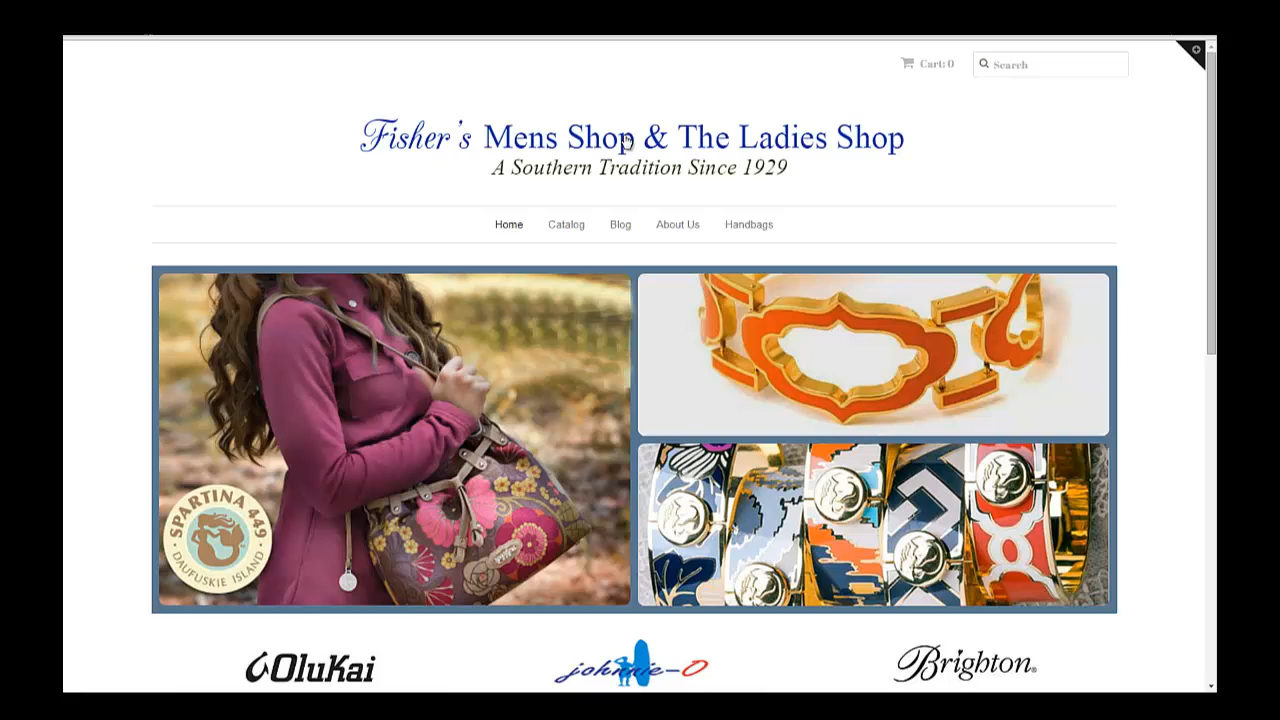 Cart: 0
Search
Fisher's Mens Shop & The Ladies Shop
A Southern Tradition Since 1929
Home Catalog Blog About Us Handbags
SPARTINA 449
DAUFUSKIE ISLAND
OluKai
johnnie-O
Brighton